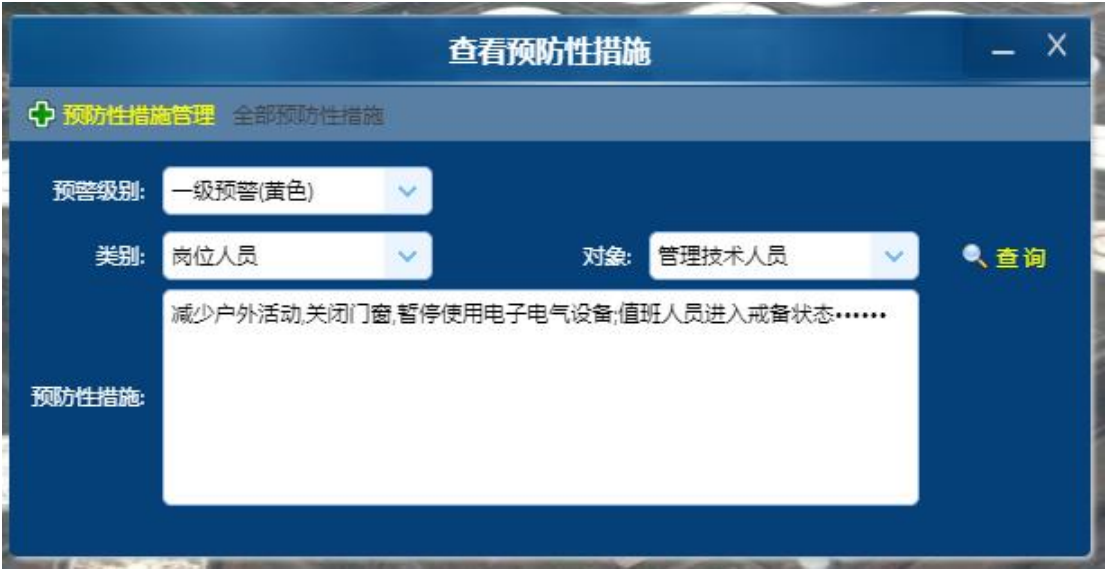 查看预防性措施
预防性措施管理 全部预防性措施
预警级别: 一级预警(黄色)
类别: 岗位人员 对象: 管理技术人员 查询
减少户外活动,关闭门窗,暂停使用电子电气设备;值班人员进入戒备状态••••••
预防性措施: